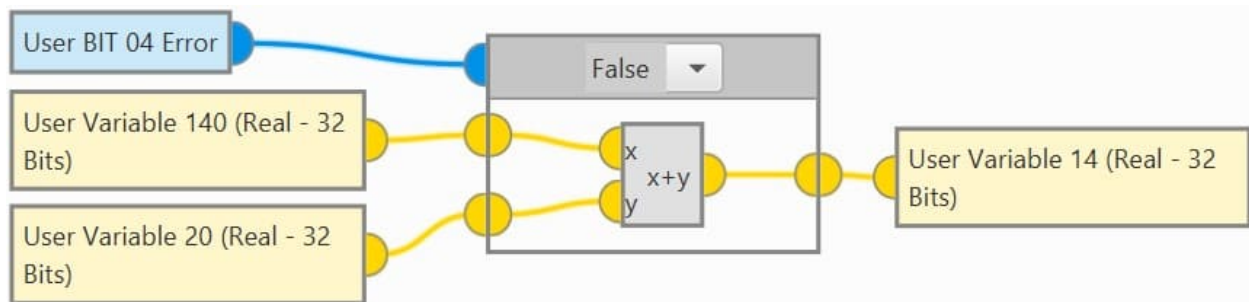 User BIT 04 Error
False
User Variable 140 (Real - 32
Bits)
x
x+y
y
User Variable 14 (Real - 32
Bits)
User Variable 20 (Real - 32
Bits)